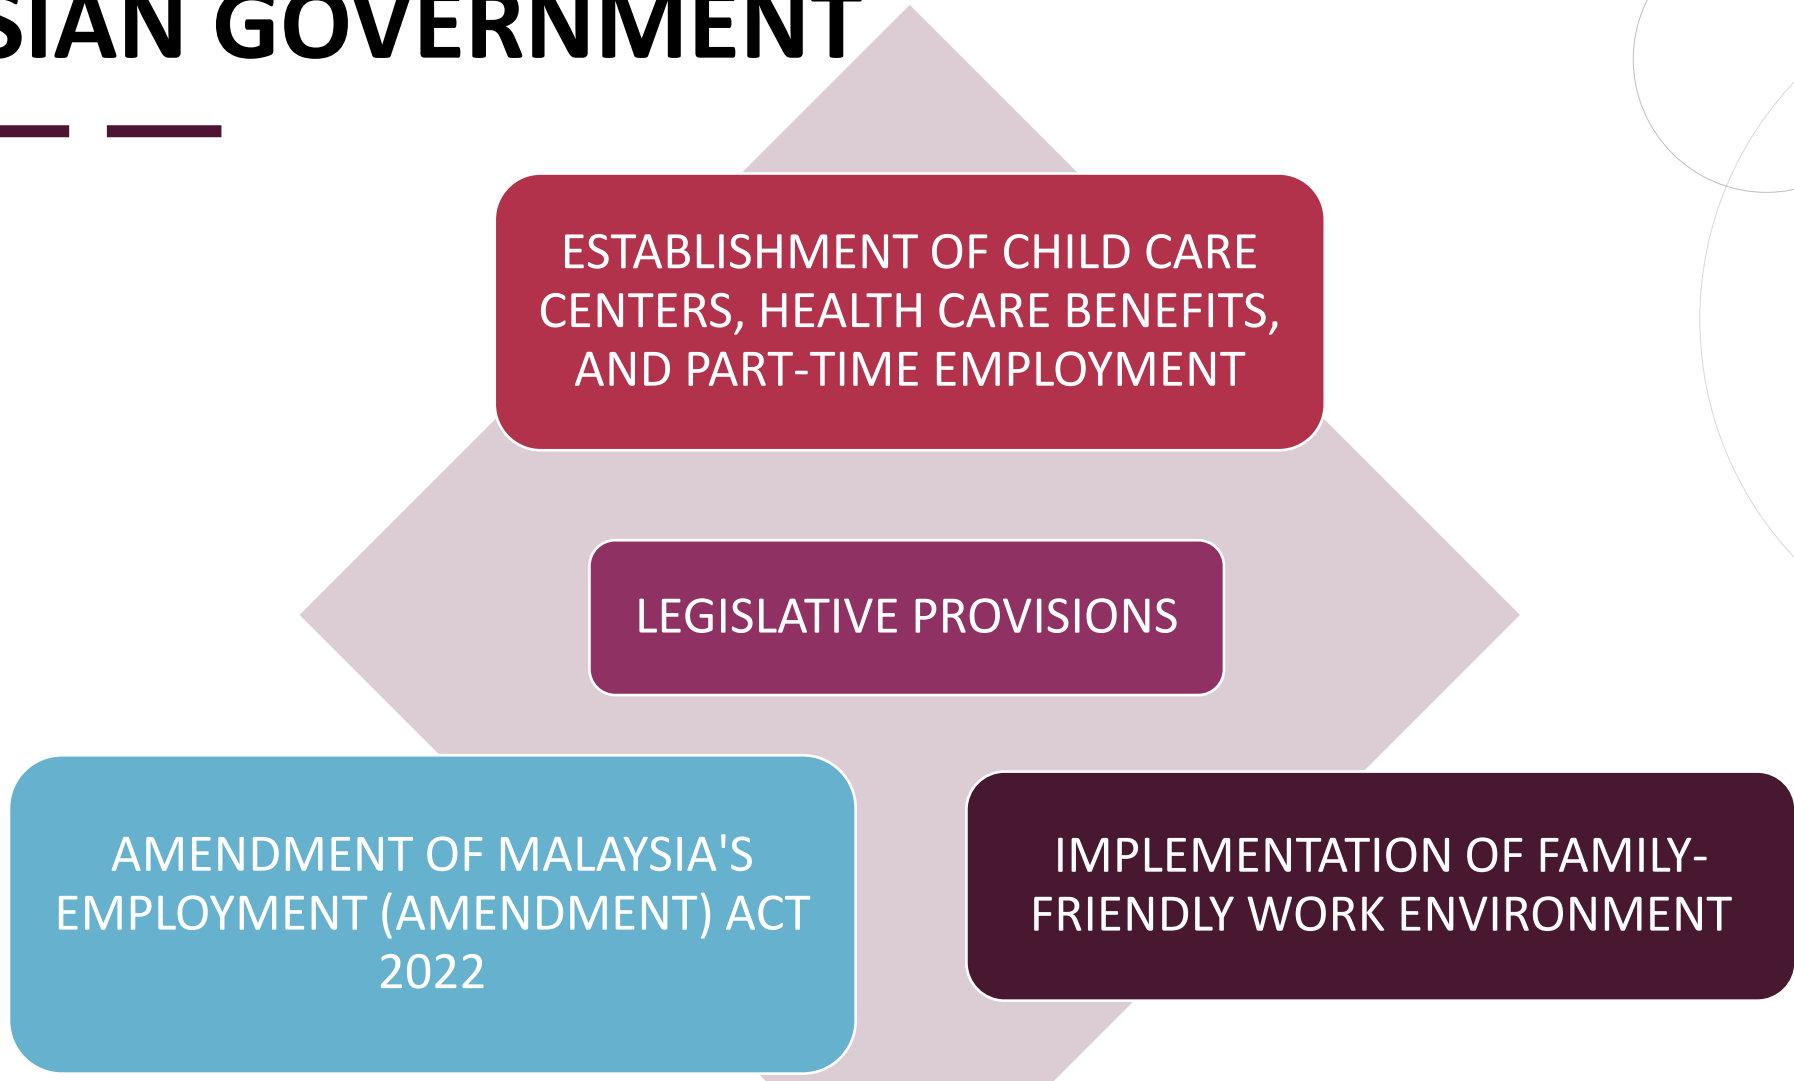 SIAN GOVERNMENT
ESTABLISHMENT OF CHILD CARE
CENTERS, HEALTH CARE BENEFITS,
AND PART-TIME EMPLOYMENT
LEGISLATIVE PROVISIONS
AMENDMENT OF MALAYSIA'S
EMPLOYMENT (AMENDMENT) ACT
2022
IMPLEMENTATION OF FAMILY-
FRIENDLY WORK ENVIRONMENT